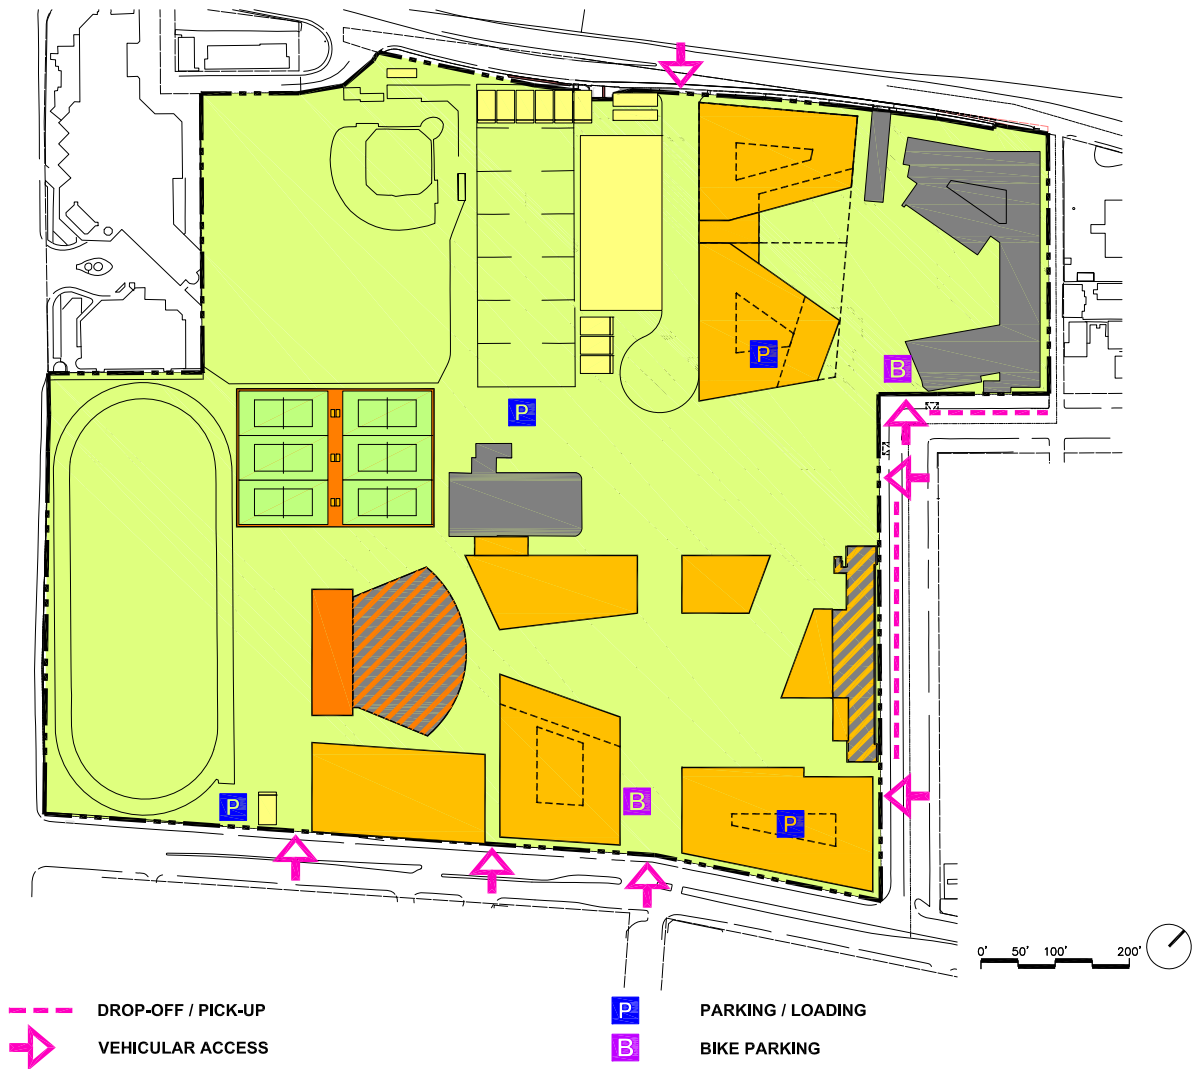 P
B
P
P
B
P
0' 50' 100' 200'
DROP-OFF / PICK-UP
P PARKING / LOADING
VEHICULAR ACCESS
B BIKE PARKING